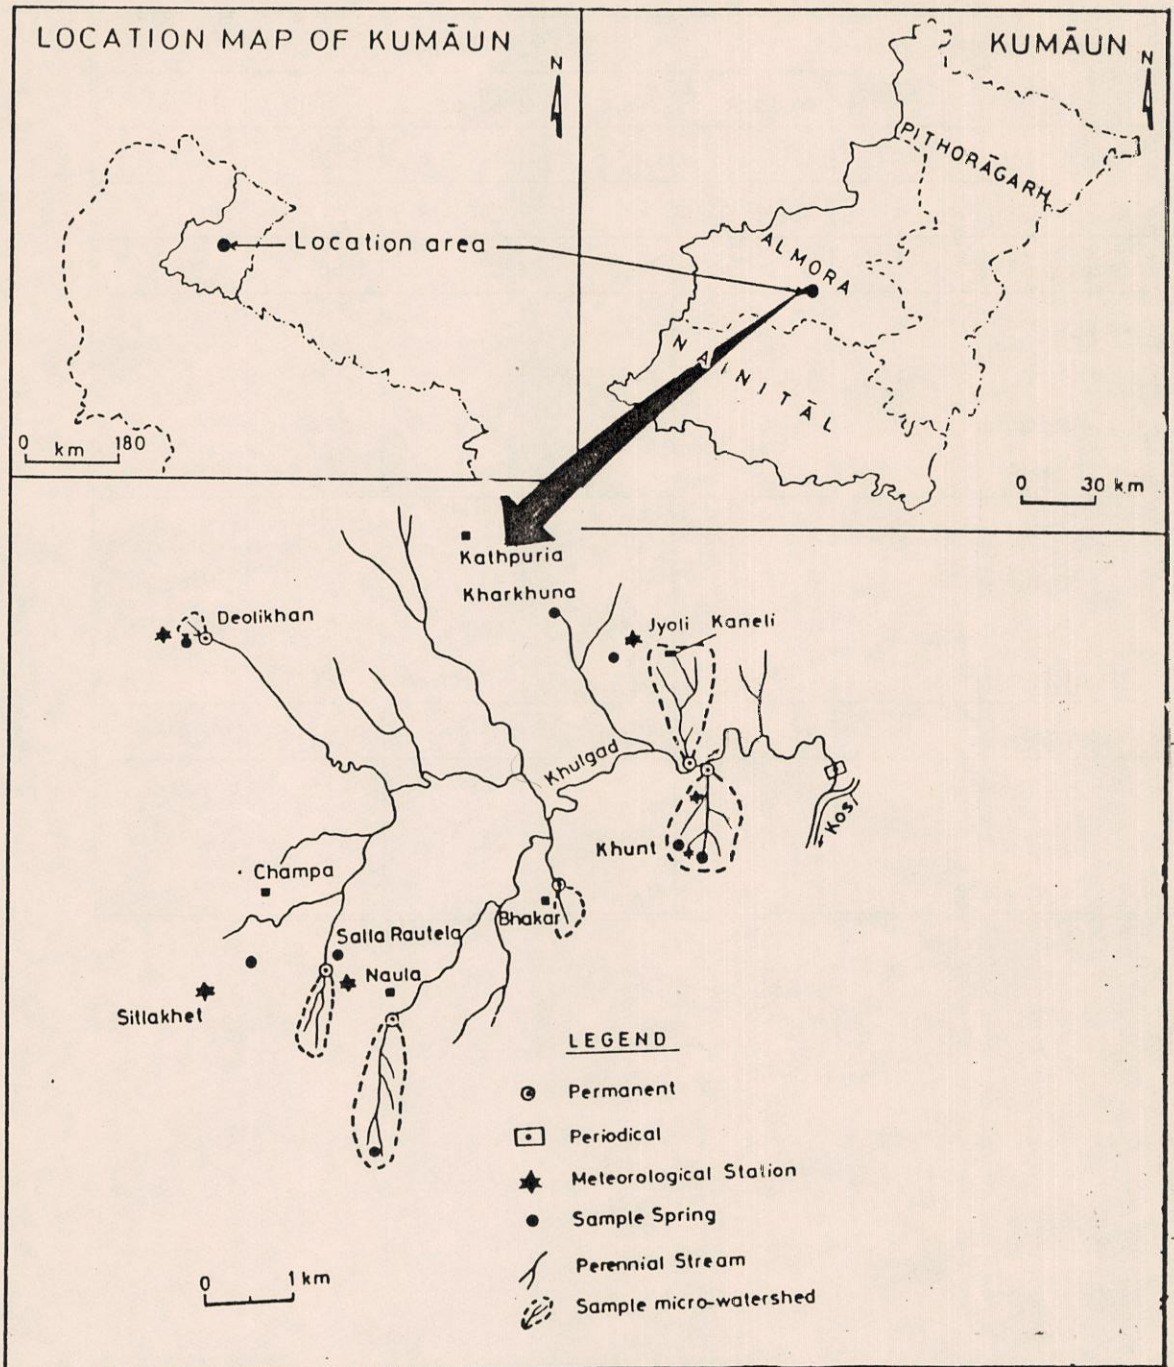 LOCATION MAP OF KUMĀUN
N
Location area
0 km 180
KUMĀUN
N
PITHORĀGARH
ALMORA
NAINITĀL
0 30 km
Kathpuria
Kharkhuna
Deolikhan
Jyoli Kaneli
Khulgad
Kosi
Khunt
Champa
Bhakar
Salla Rautela
Naula
Sitlakhet
LEGEND
Permanent
Periodical
Meteorological Station
Sample Spring
Perennial Stream
Sample micro-watershed
0 1 km